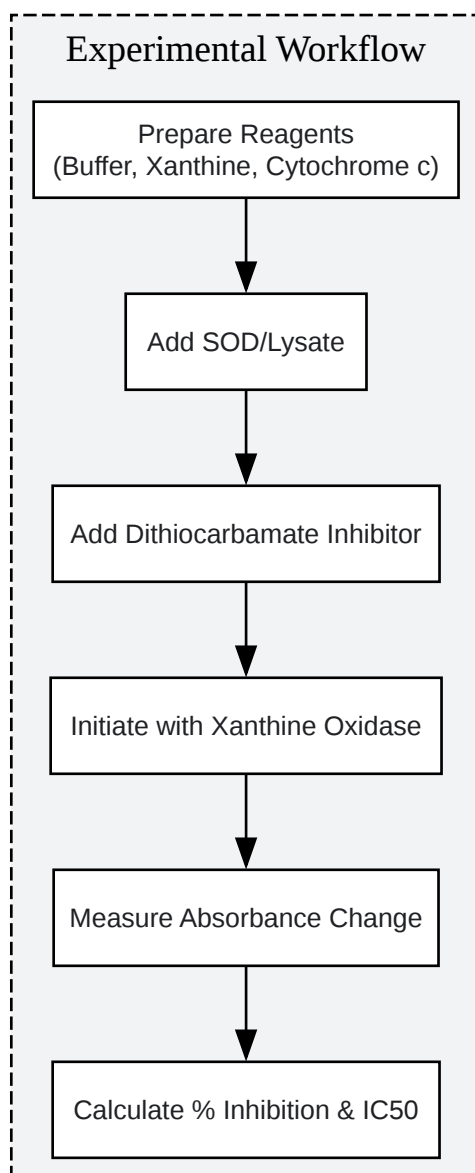 Experimental Workflow
Prepare Reagents
(Buffer, Xanthine, Cytochrome c)
Add SOD/Lysate
Add Dithiocarbamate Inhibitor
Initiate with Xanthine Oxidase
Measure Absorbance Change
Calculate % Inhibition & IC50